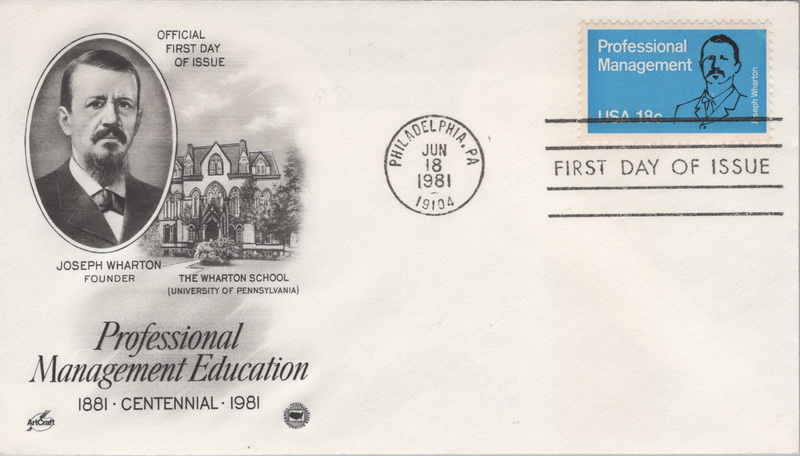 OFFICIAL
FIRST DAY
OF ISSUE
JOSEPH WHARTON
FOUNDER
THE WHARTON SCHOOL
(UNIVERSITY OF PENNSYLVANIA)
Professional
Management Education
1881 · CENTENNIAL · 1981
ArtCraft
PHILADELPHIA, PA
JUN
18
1981
19104
Professional
Management
USA 18c
Joseph Wharton
FIRST DAY OF ISSUE